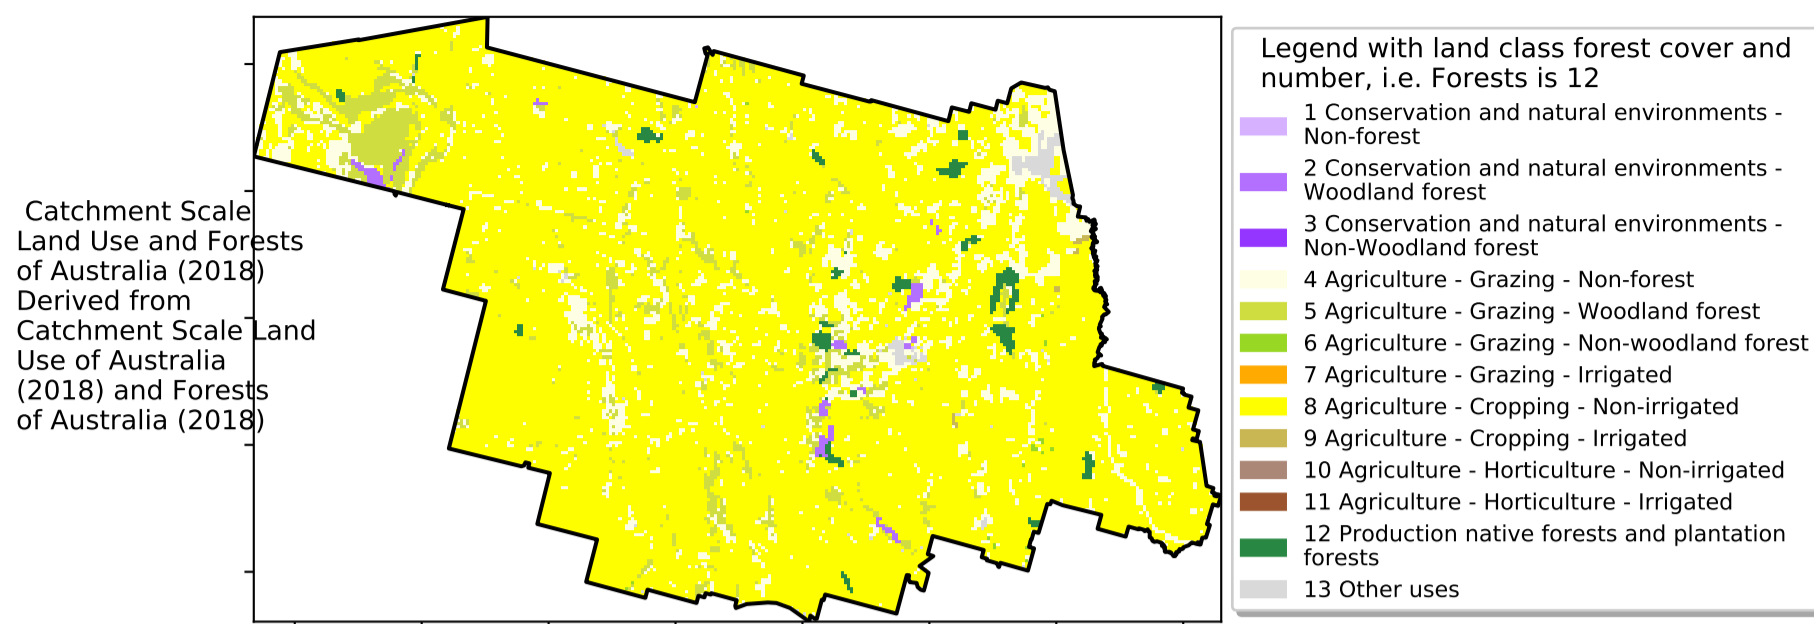 Catchment Scale
Land Use and Forests
of Australia (2018)
Derived from
Catchment Scale Land
Use of Australia
(2018) and Forests
of Australia (2018)
Legend with land class forest cover and
number, i.e. Forests is 12
1 Conservation and natural environments -
Non-forest
2 Conservation and natural environments -
Woodland forest
3 Conservation and natural environments -
Non-Woodland forest
4 Agriculture - Grazing - Non-forest
5 Agriculture - Grazing - Woodland forest
6 Agriculture - Grazing - Non-woodland forest
7 Agriculture - Grazing - Irrigated
8 Agriculture - Cropping - Non-irrigated
9 Agriculture - Cropping - Irrigated
10 Agriculture - Horticulture - Non-irrigated
11 Agriculture - Horticulture - Irrigated
12 Production native forests and plantation
forests
13 Other uses